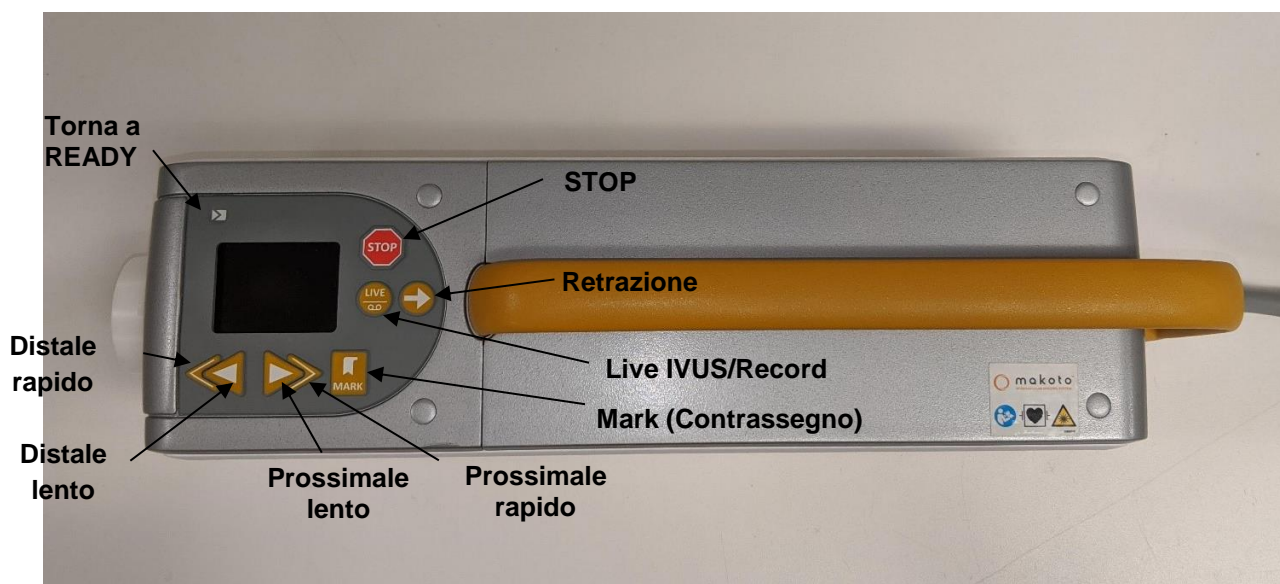 Torna a
READY
STOP
STOP
Retrazione
LIVE
Distale
rapido
Live IVUS/Record
MARK
makoto
Mark (Contrassegno)
Distale
lento
Prossimale
lento
Prossimale
rapido